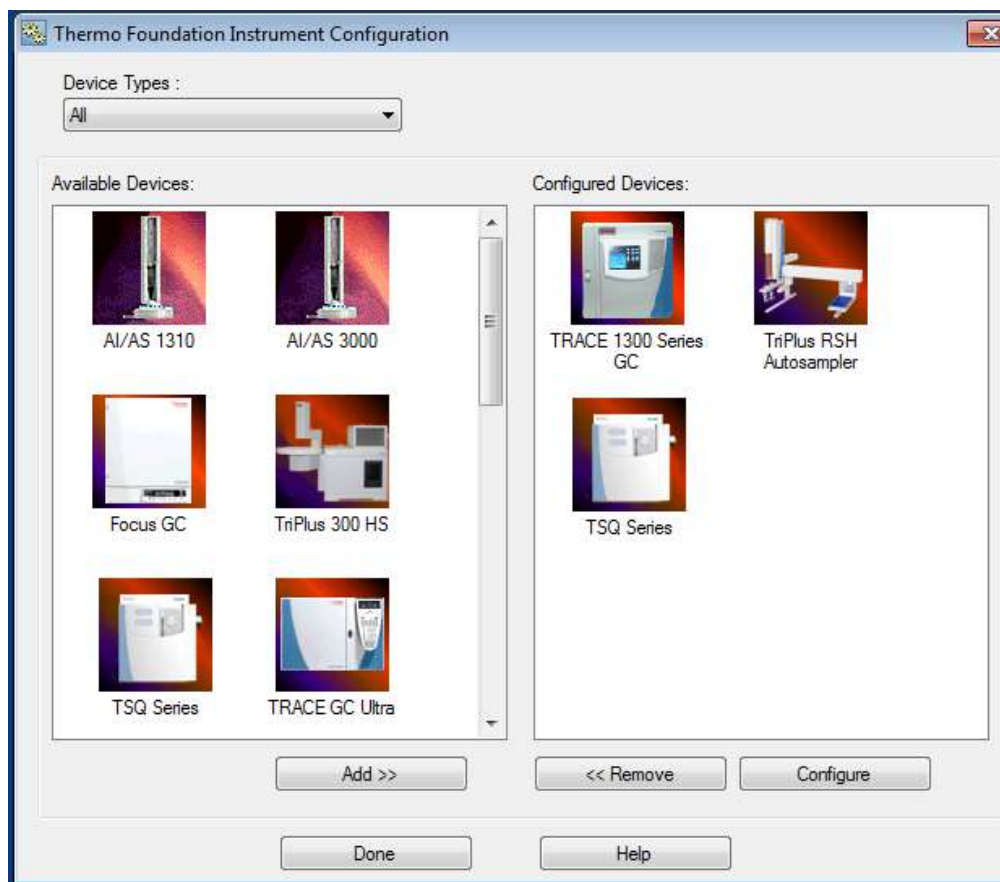 Thermo Foundation Instrument Configuration
Device Types :
All
Available Devices:
AI/AS 1310
AI/AS 3000
Focus GC
TriPlus 300 HS
TSQ Series
TRACE GC Ultra
Add >>
Configured Devices:
TRACE 1300 Series
GC
TriPlus RSH
Autosampler
TSQ Series
<< Remove
Configure
Done
Help